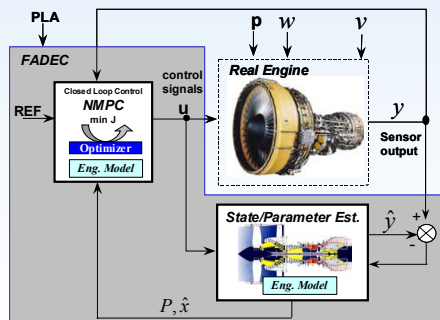 PLA
p w v
FADEC
Closed Loop Control
NMPC
min J
Optimizer
Eng. Model
REF
control
signals
u
Real Engine
y
Sensor
output
State/Parameter Est.
Eng. Model
ŷ
+
-
P, x̂